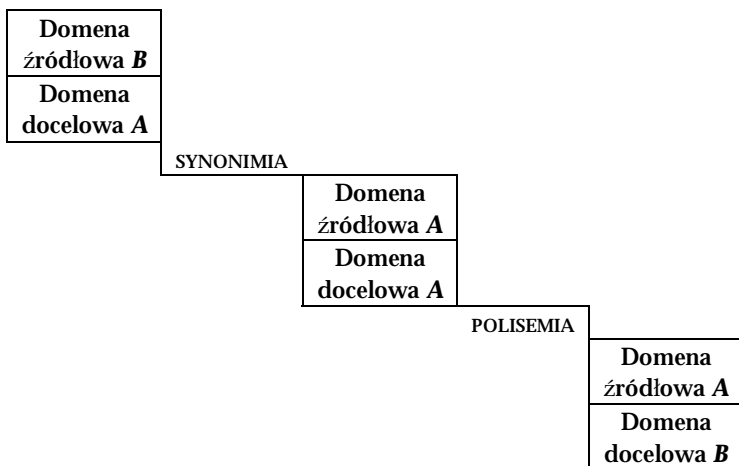 Domena
źródłowa B
Domena
docelowa A
SYNONIMIA
Domena
źródłowa A
Domena
docelowa A
POLISEMIA
Domena
źródłowa A
Domena
docelowa B